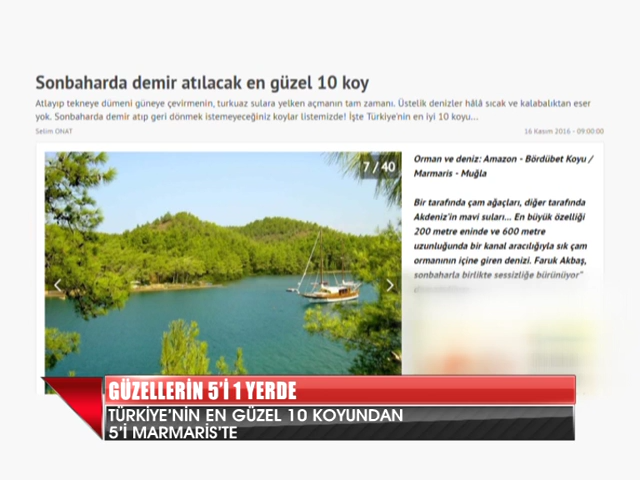 Sonbaharda demir atılacak en güzel 10 koy
Atlayıp tekneye dümeni güneye çevirmenin, turkuaz sulara yelken açmanın tam zamanı. Üstelik denizler hâlâ sıcak ve kalabalıktan eser
yok. Sonbaharda demir atıp geri dönmek istemeyeceğiniz koylar listemizde! İşte Türkiye'nin en iyi 10 koyu...
Selim ONAT
16 Kasım 2016 - 09:00:00
7 / 40
Orman ve deniz: Amazon - Bördübet Koyu /
Marmaris - Muğla
Bir tarafında çam ağaçları, diğer tarafında
Akdeniz'in mavi suları... En büyük özelliği
200 metre eninde ve 600 metre
uzunluğunda bir kanal aracılığıyla sık çam
ormanının içine giren denizi. Faruk Akbaş,
sonbaharla birlikte sessizliğe bürünüyor"
GÜZELLERİN 5'İ 1 YERDE
TÜRKİYE'NİN EN GÜZEL 10 KOYUNDAN
5'İ MARMARİS'TE